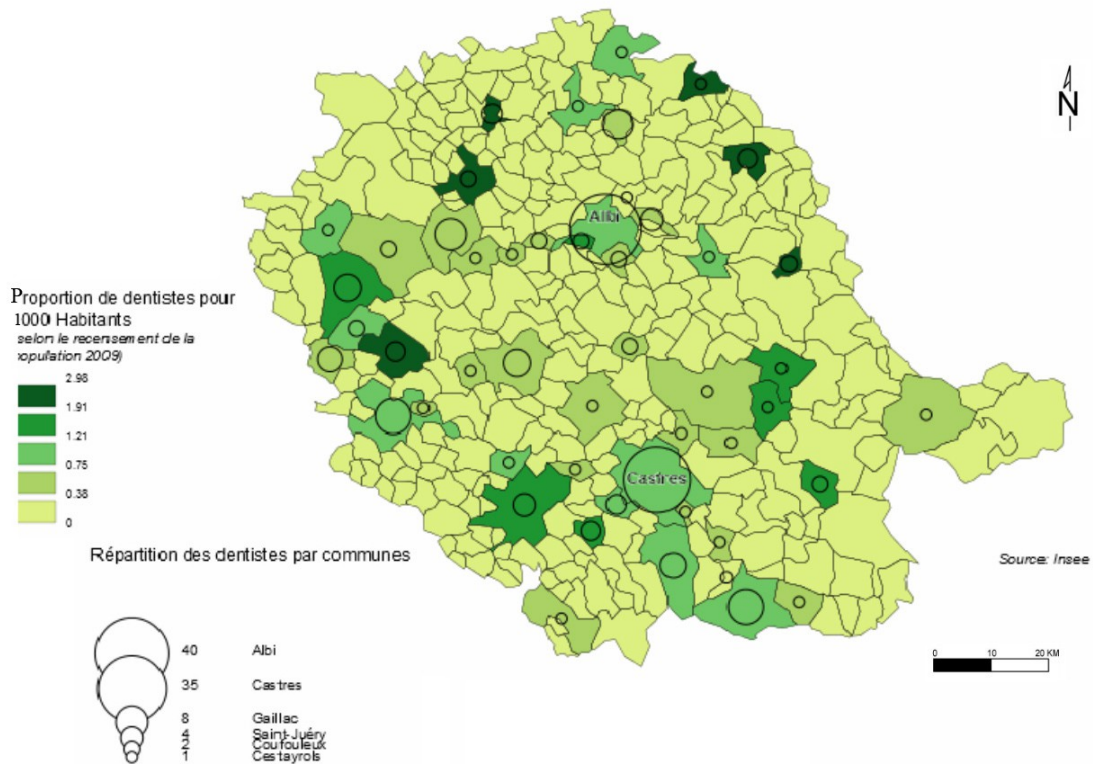 Albi
N
Castres
Proportion de dentistes pour
1000 Habitants
selon le recensement de la
population 2009)
2.98
1.91
1.21
0.75
0.38
0
Répartition des dentistes par communes
Source: Insee
40 Albi
35 Castres
8 Gaillac
4 Saint-Juéry
2 Coufouleux
1 Cestayrols
0 10 20 KM